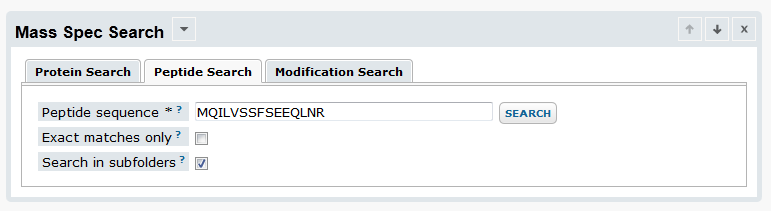 Mass Spec Search
Protein Search Peptide Search Modification Search
Peptide sequence * ? MQILVSSFSEEQLNR SEARCH
Exact matches only ?
Search in subfolders ?